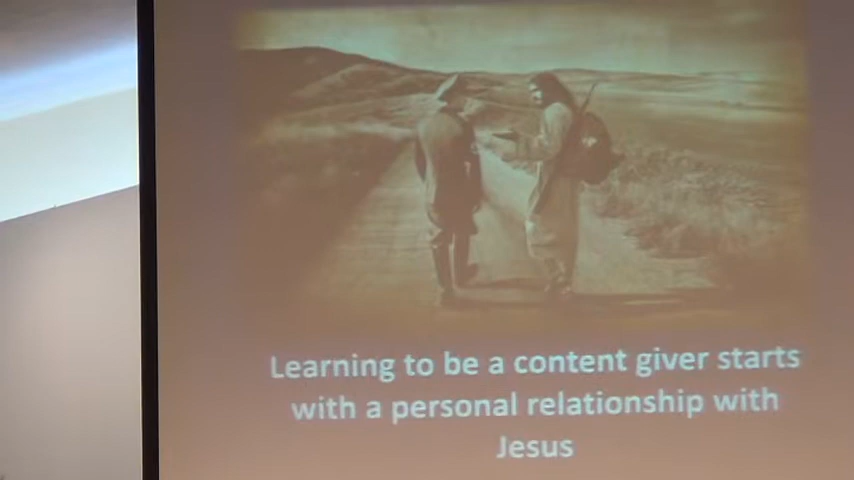 Learning to be a content giver starts
with a personal relationship with
Jesus